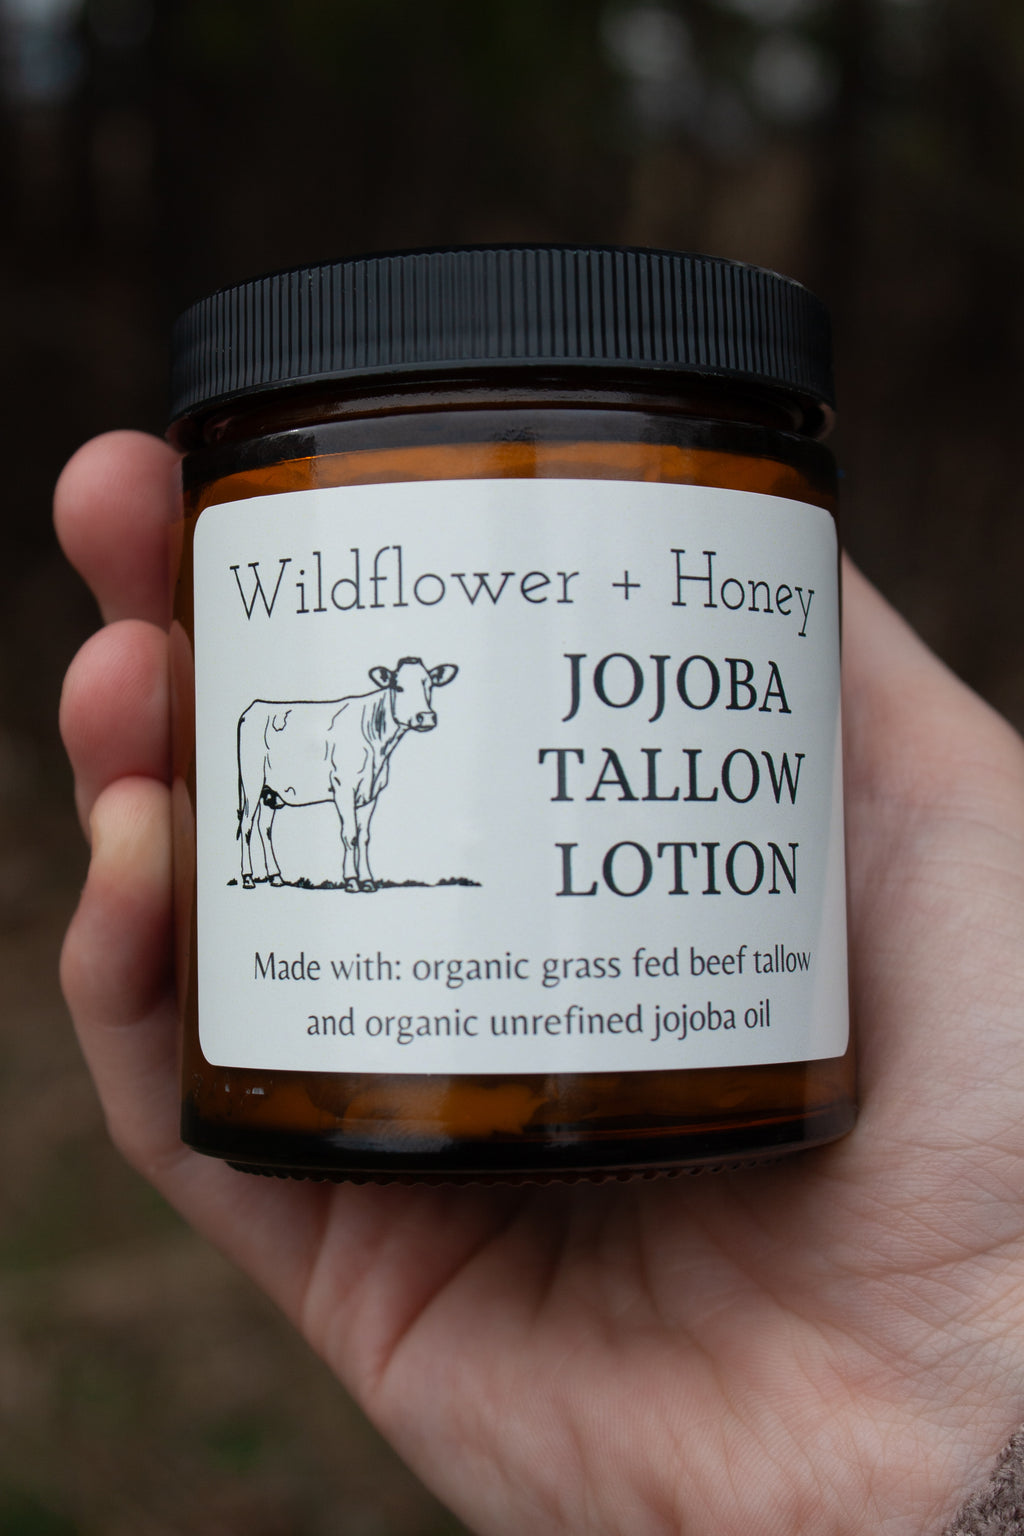 Wildflower + Honey
JOJOBA
TALLOW
LOTION
Made with: organic grass fed beef tallow
and organic unrefined jojoba oil